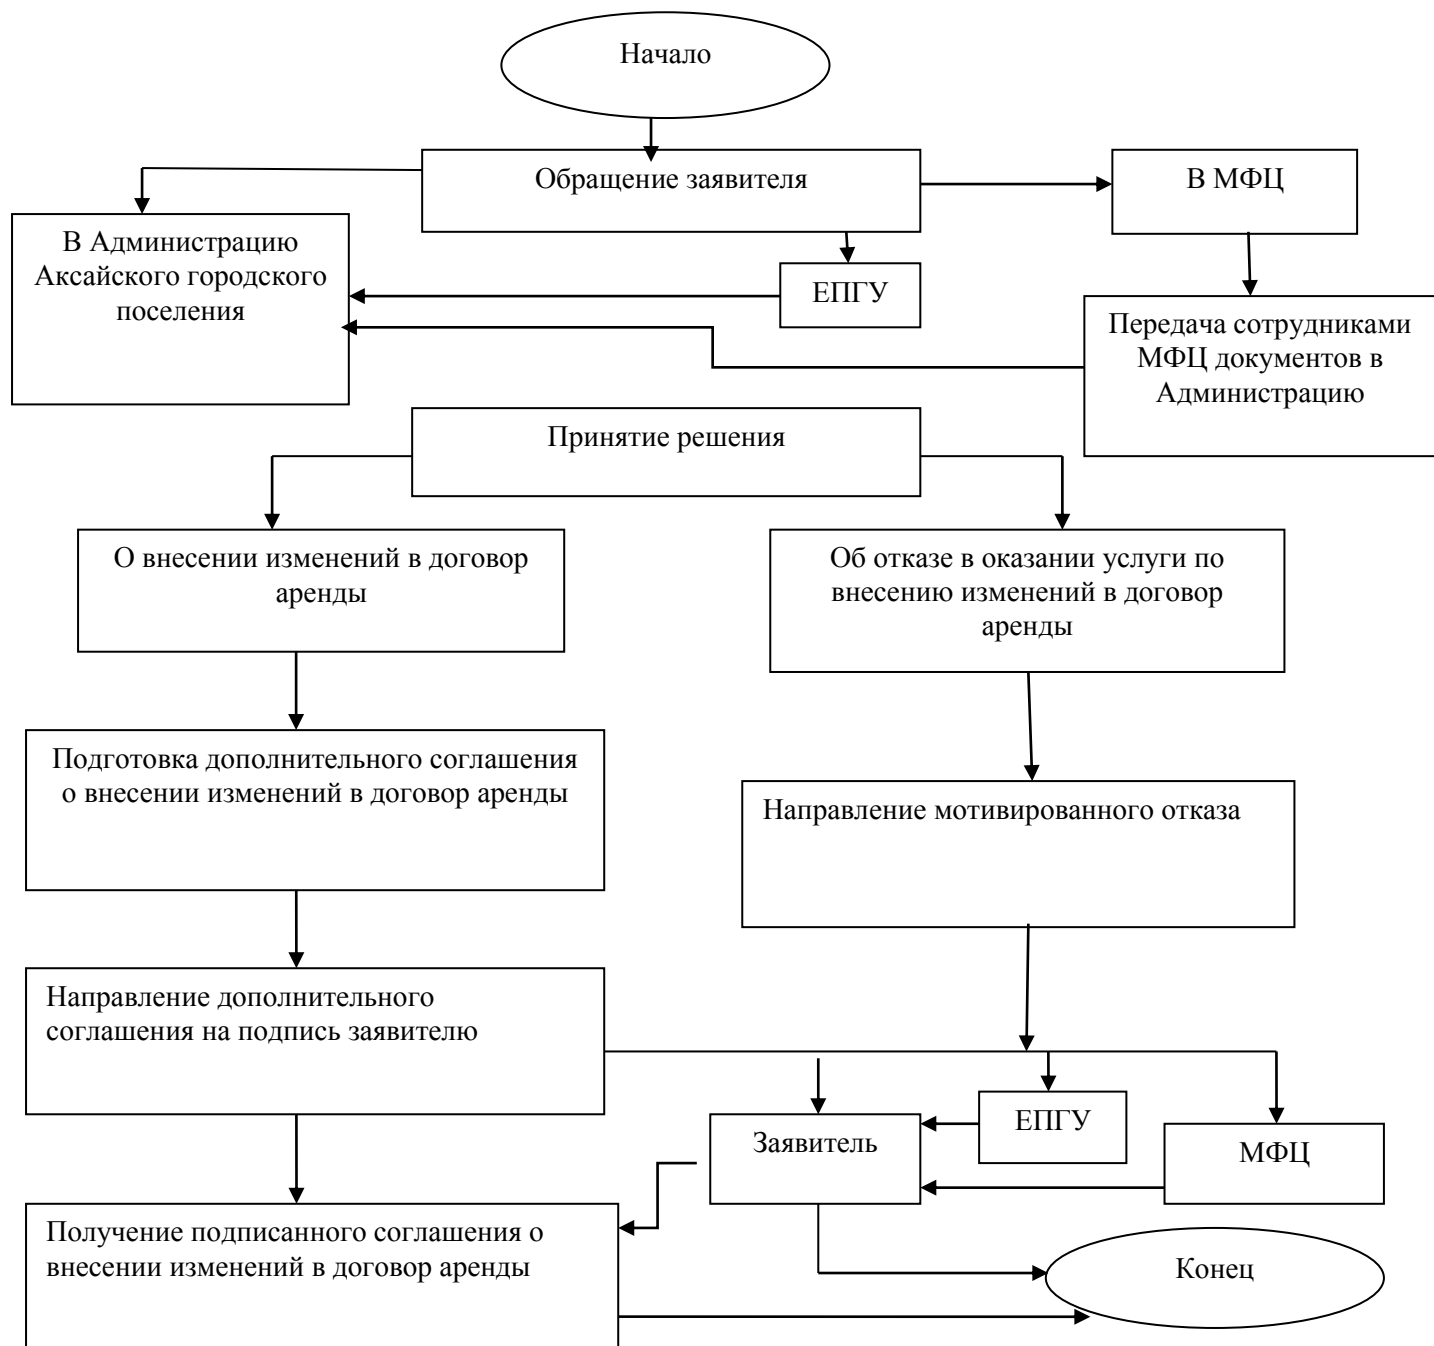 Начало
Обращение заявителя
В МФЦ
В Администрацию
Аксайского городского
поселения
ЕПГУ
Передача сотрудниками
МФЦ документов в
Администрацию
Принятие решения
О внесении изменений в договор
аренды
Об отказе в оказании услуги по
внесению изменений в договор
аренды
Подготовка дополнительного соглашения
о внесении изменений в договор аренды
Направление мотивированного отказа
Направление дополнительного
соглашения на подпись заявителю
Заявитель
ЕПГУ
МФЦ
Получение подписанного соглашения о
внесении изменений в договор аренды
Конец